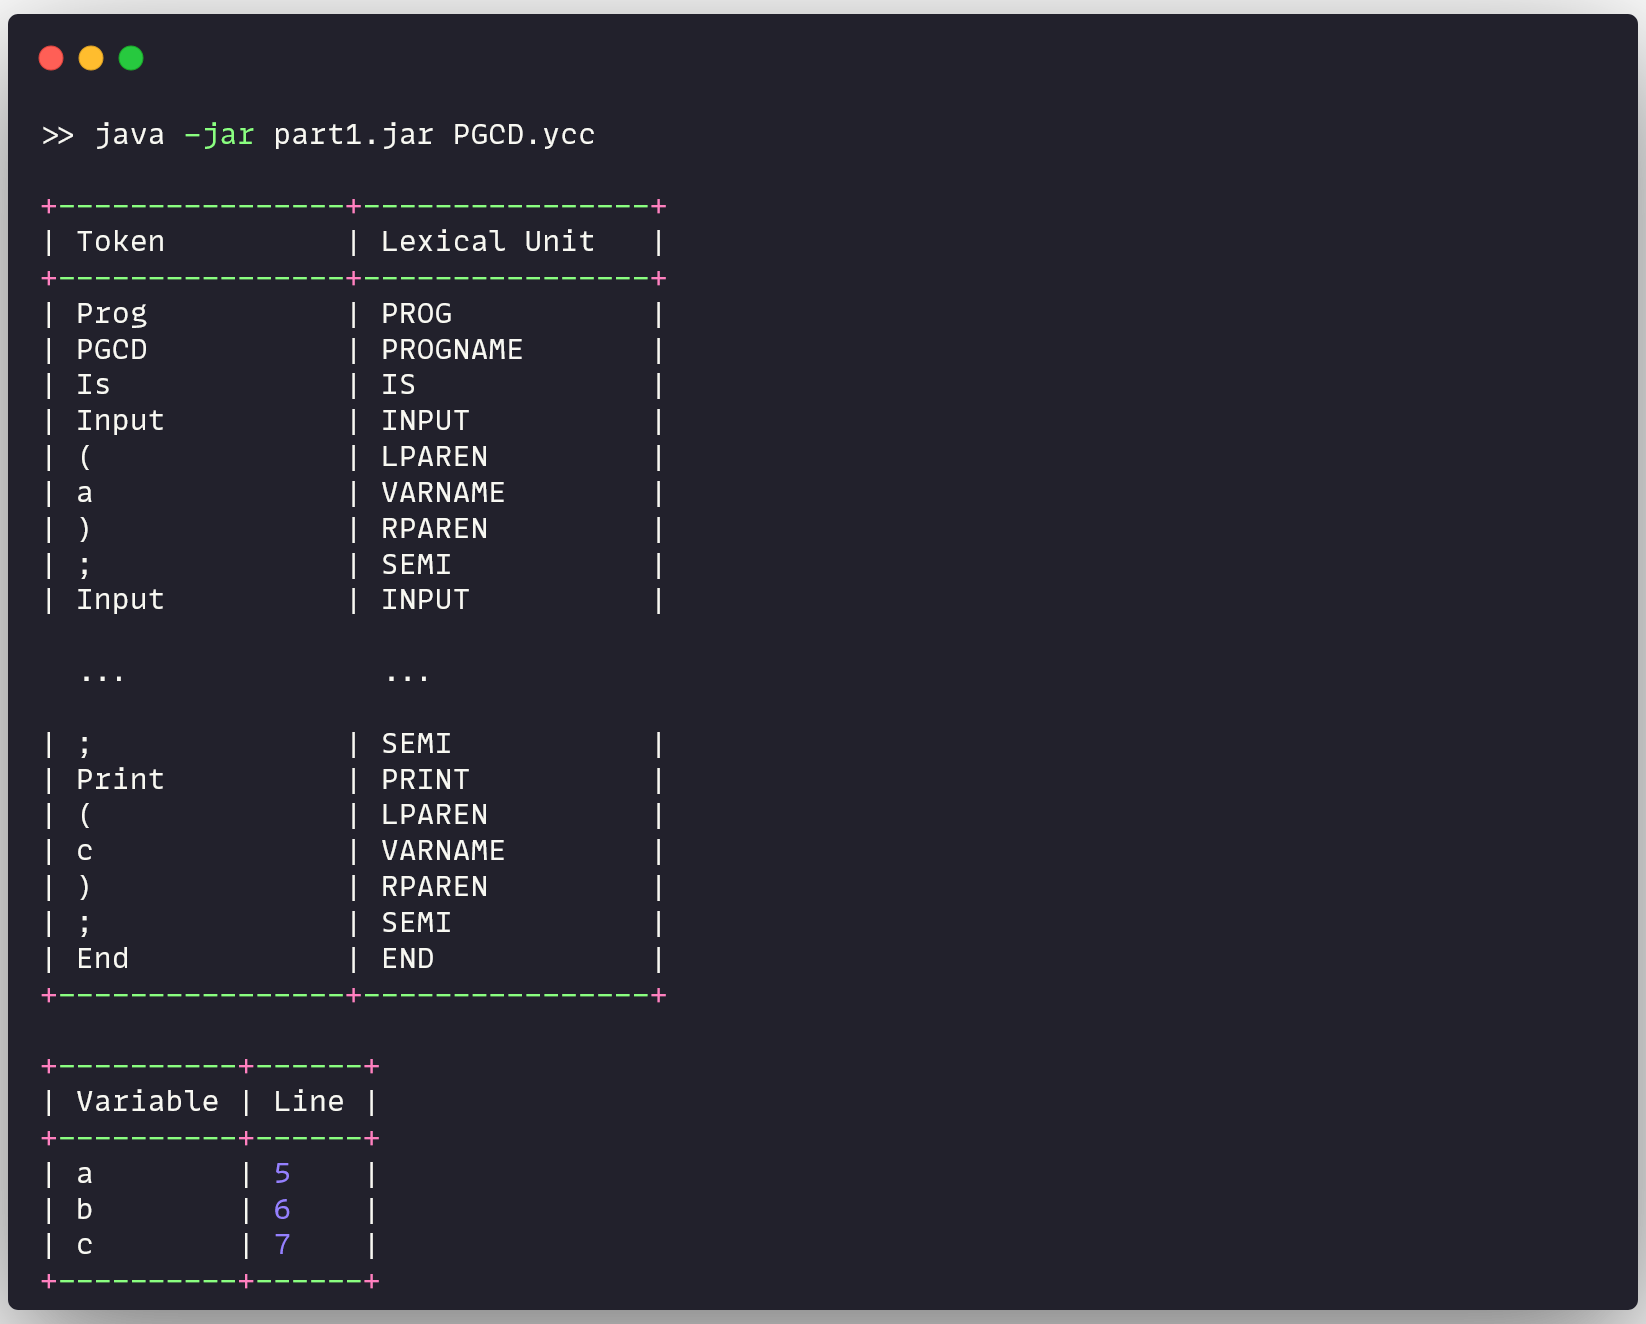 >> java -jar part1.jar PGCD.ycc
+----------------+----------------+
| Token          | Lexical Unit   |
+----------------+----------------+
| Prog           | PROG           |
| PGCD           | PROGNAME       |
| Is             | IS             |
| Input          | INPUT          |
| (              | LPAREN         |
| a              | VARNAME        |
| )              | RPAREN         |
| ;              | SEMI           |
| Input          | INPUT          |
  ...              ...
| ;              | SEMI           |
| Print          | PRINT          |
| (              | LPAREN         |
| c              | VARNAME        |
| )              | RPAREN         |
| ;              | SEMI           |
| End            | END            |
+----------------+----------------+
+----------+------+
| Variable | Line |
+----------+------+
| a        | 5    |
| b        | 6    |
| c        | 7    |
+----------+------+